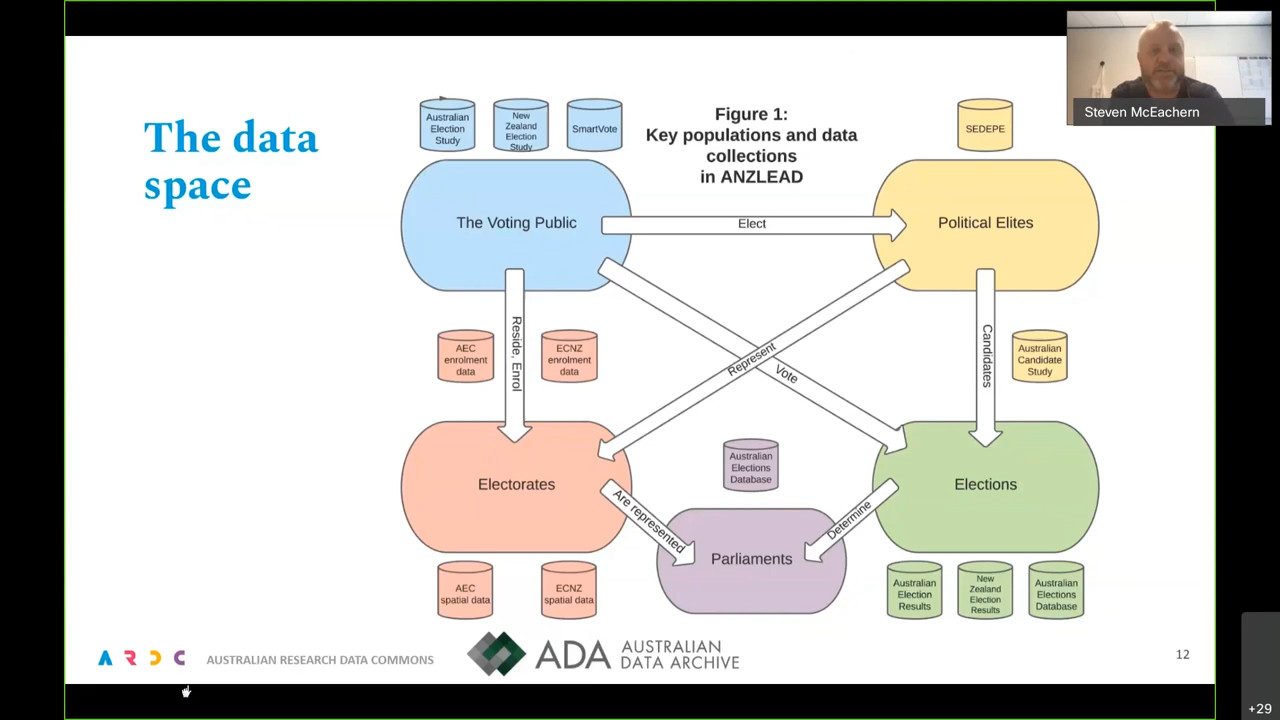 The data
space
Australian
Election
Study
New
Zealand
Election
Study
SmartVote
Figure 1:
Key populations and data
collections
in ANZLEAD
SEDEPE
Steven McEachern
The Voting Public
Elect
Political Elites
Reside, Enrol
AEC
enrolment
data
ECNZ
enrolment
data
Represent
Vote
Candidates
Australian
Candidate
Study
Electorates
Are represented
Australian
Elections
Database
Parliaments
Determine
Elections
AEC
spatial data
ECNZ
spatial data
Australian
Election
Results
New
Zealand
Election
Results
Australian
Elections
Database
ARDC
AUSTRALIAN RESEARCH DATA COMMONS
ADA
AUSTRALIAN
DATA ARCHIVE
12
+29